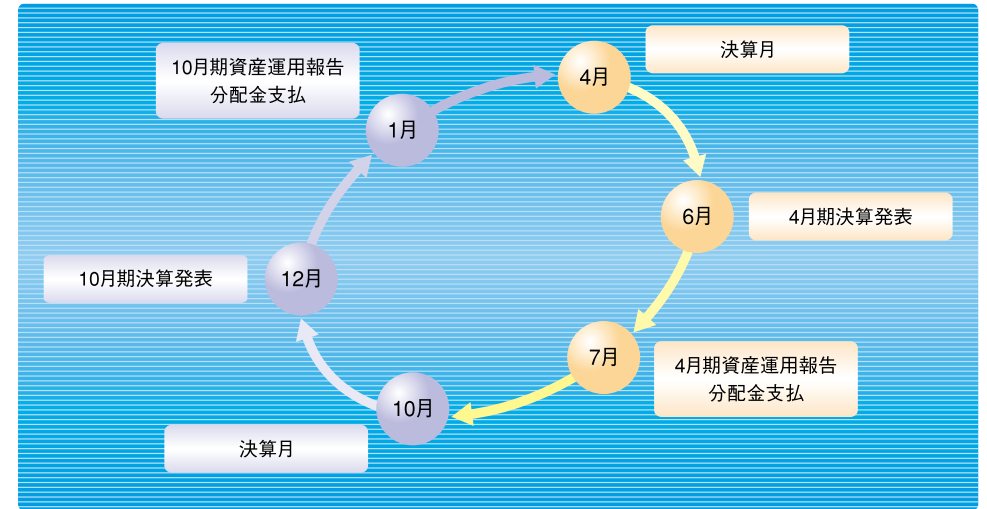 決算月
4月
10月期資産運用報告
分配金支払
1月
6月
4月期決算発表
12月
10月期決算発表
7月
4月期資産運用報告
分配金支払
10月
決算月